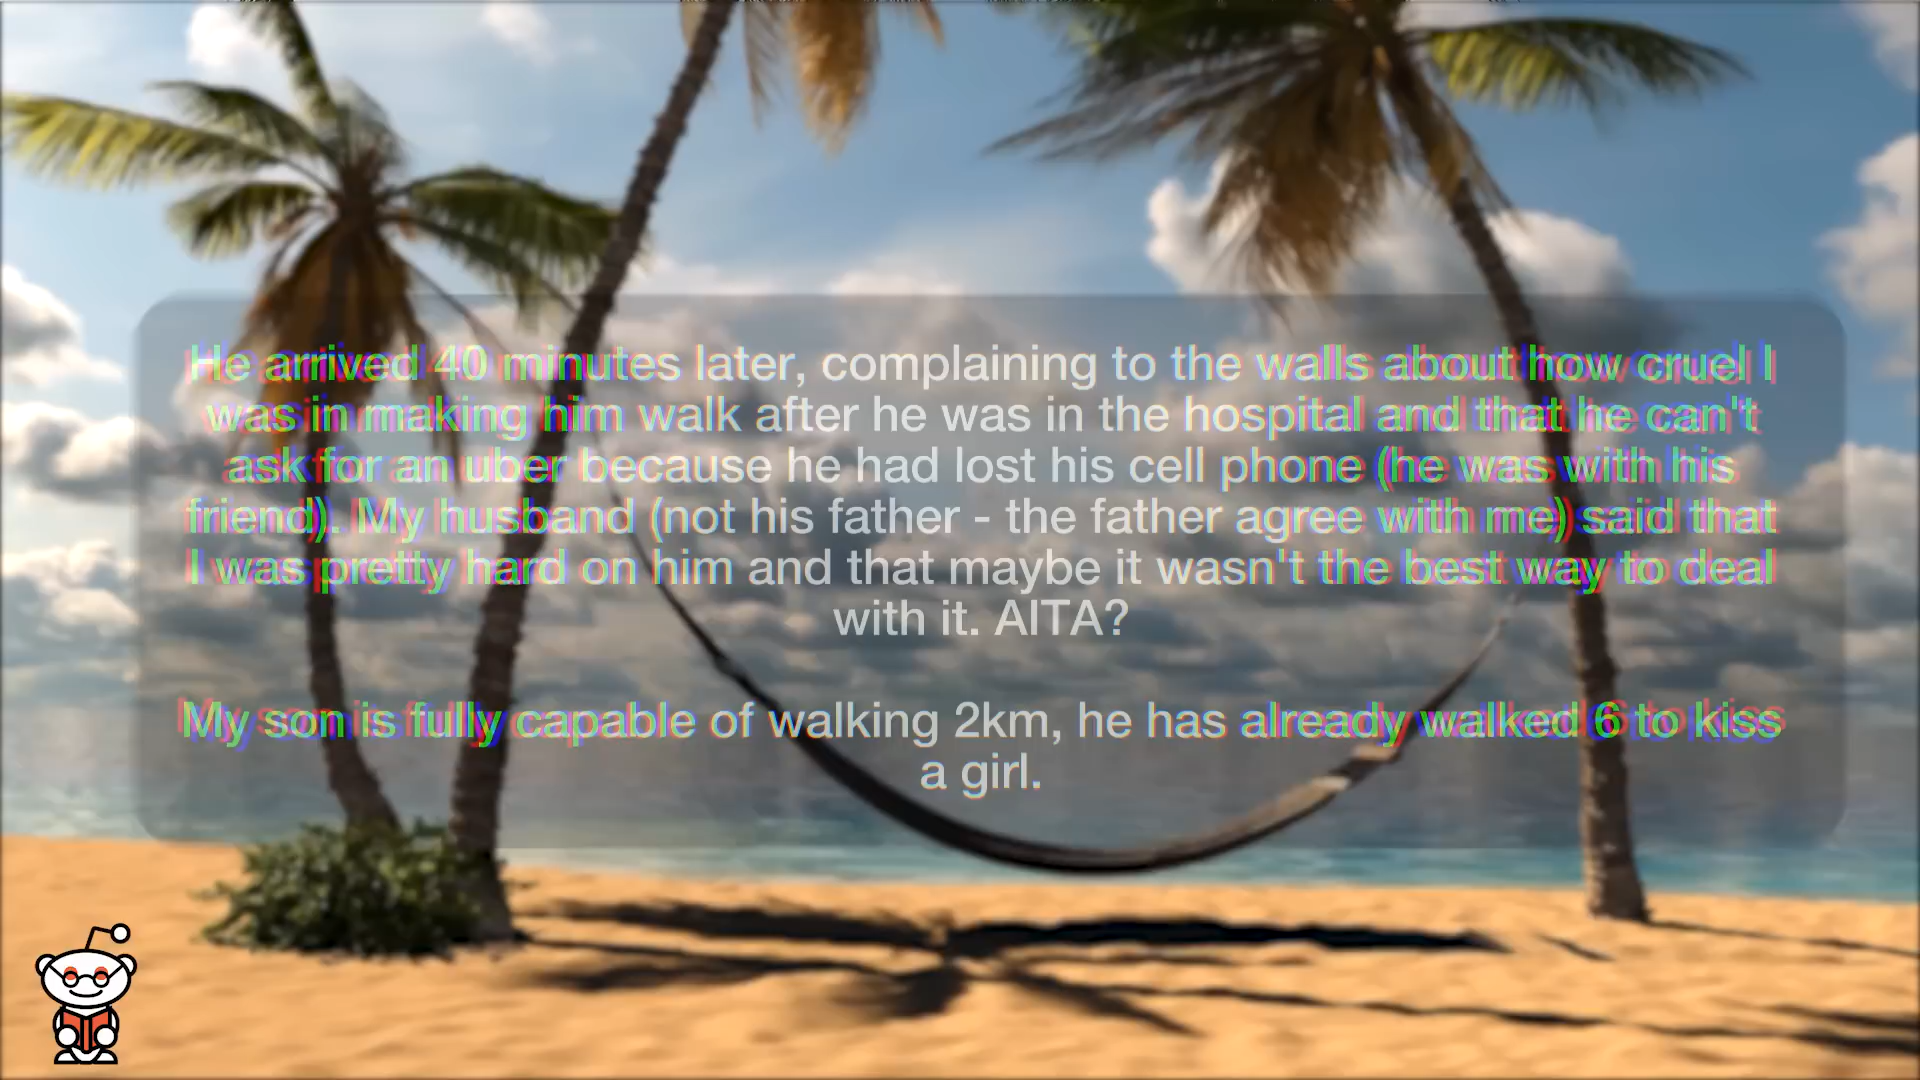 He arrived 40 minutes later, complaining to the walls about how cruel I
was in making him walk after he was in the hospital and that he can't
ask for an uber because he had lost his cell phone (he was with his
friend). My husband (not his father - the father agree with me) said that
I was pretty hard on him and that maybe it wasn't the best way to deal
with it. AITA?
My son is fully capable of walking 2km, he has already walked 6 to kiss
a girl.